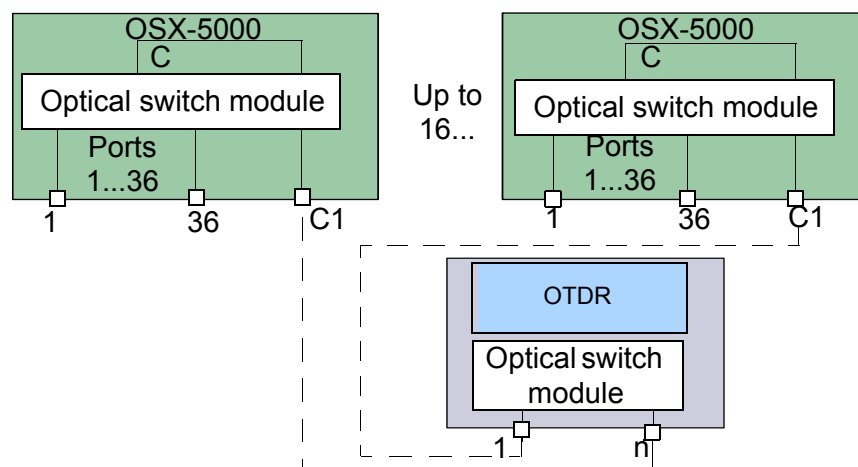 OSX-5000
C
Optical switch module
Ports
1...36
1
36
C1
Up to
16...
OSX-5000
C
Optical switch module
Ports
1...36
1
36
C1
OTDR
Optical switch
module
1
n